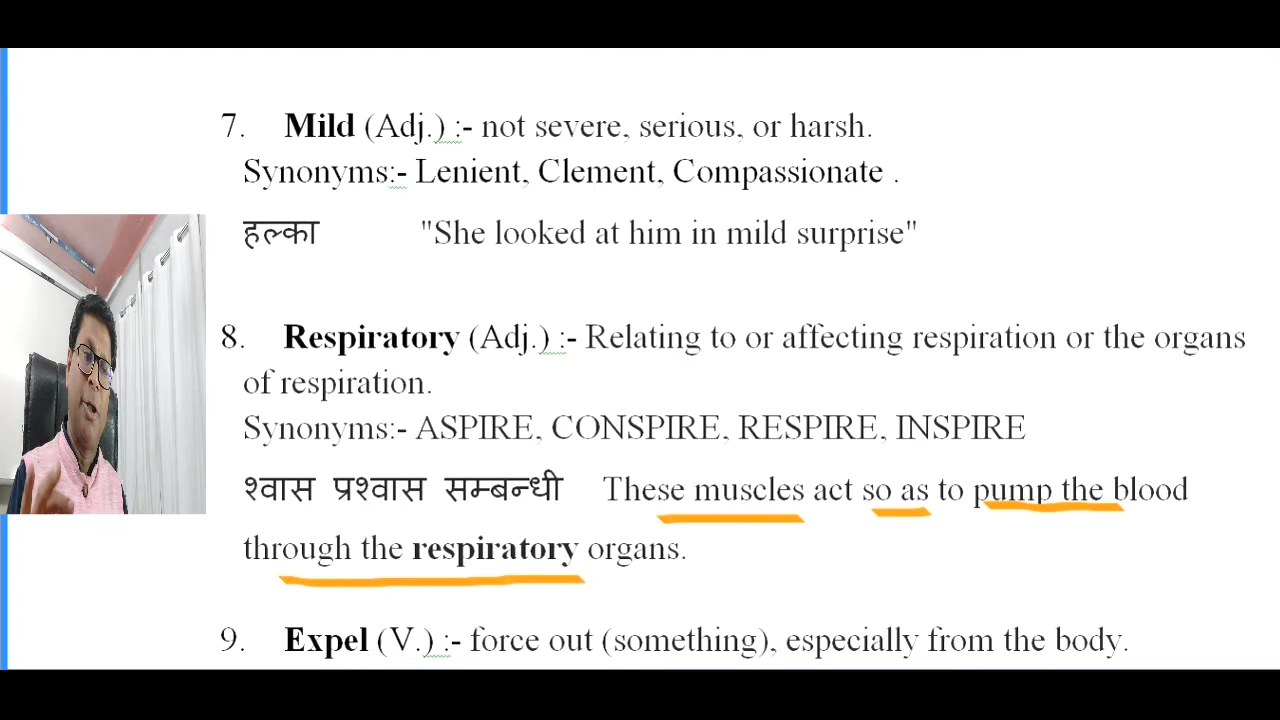 7. Mild (Adj.) :- not severe, serious, or harsh.
Synonyms:- Lenient, Clement, Compassionate .
हल्का "She looked at him in mild surprise"
8. Respiratory (Adj.) :- Relating to or affecting respiration or the organs
of respiration.
Synonyms:- ASPIRE, CONSPIRE, RESPIRE, INSPIRE
श्वास प्रश्वास सम्बन्धी These muscles act so as to pump the blood
through the respiratory organs.
9. Expel (V.) :- force out (something), especially from the body.